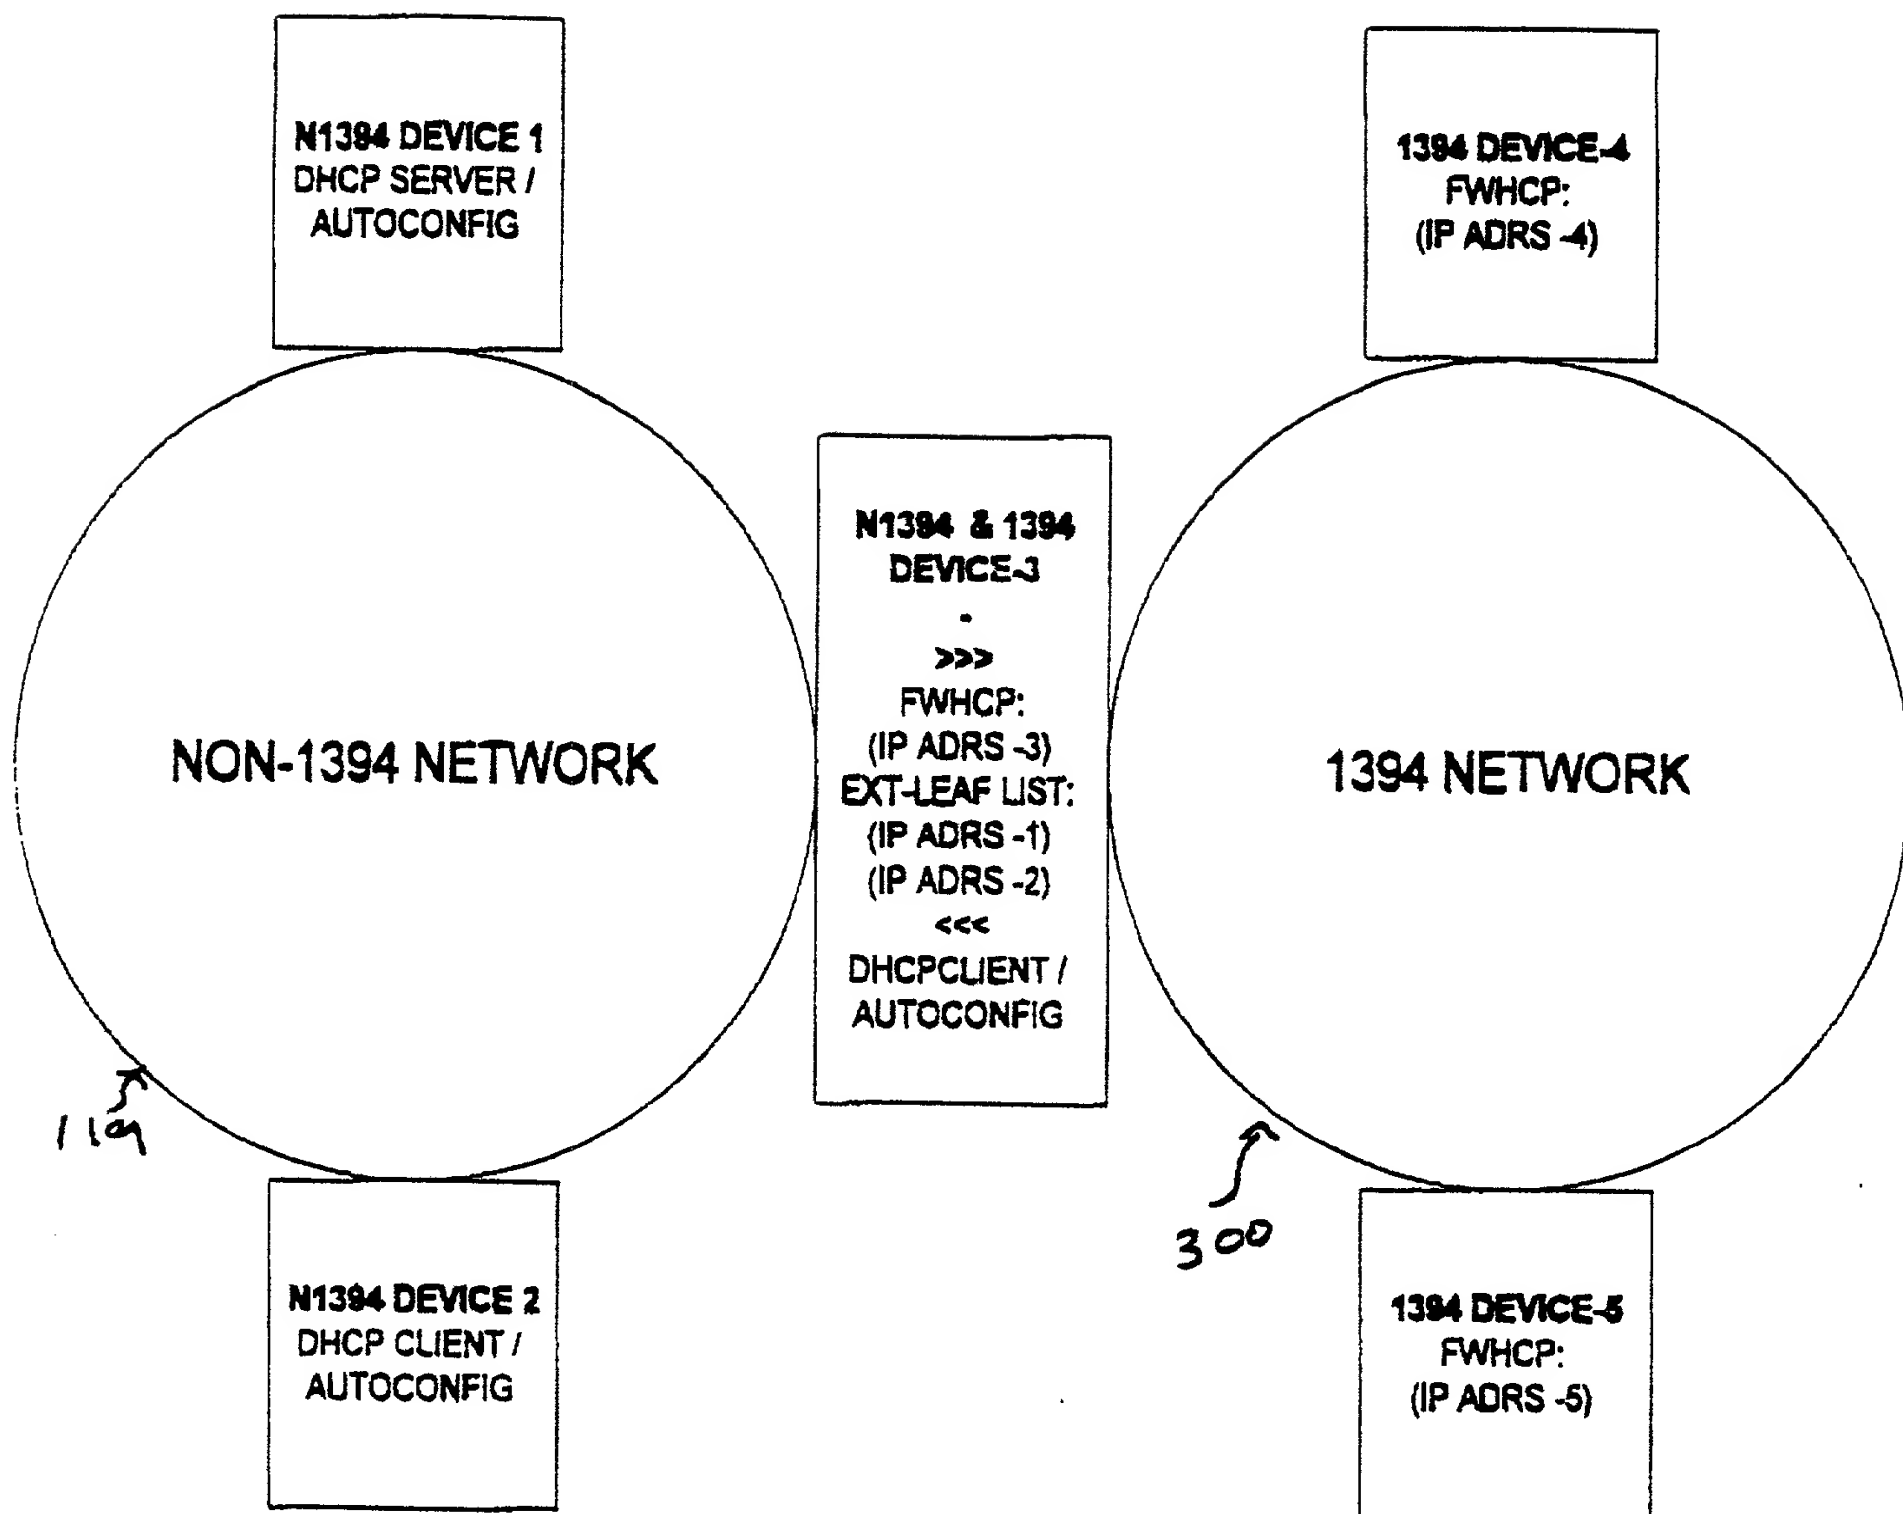 N1394 DEVICE 1
DHCP SERVER /
AUTOCONFIG
1394 DEVICE-4
FWHCP:
(IP ADRS -4)
N1394 & 1394
DEVICE-3
-
>>>
FWHCP:
(IP ADRS -3)
EXT-LEAF LIST:
(IP ADRS -1)
(IP ADRS -2)
<<<
DHCPCLIENT /
AUTOCONFIG
NON-1394 NETWORK
1394 NETWORK
119
300
N1394 DEVICE 2
DHCP CLIENT /
AUTOCONFIG
1394 DEVICE-5
FWHCP:
(IP ADRS -5)